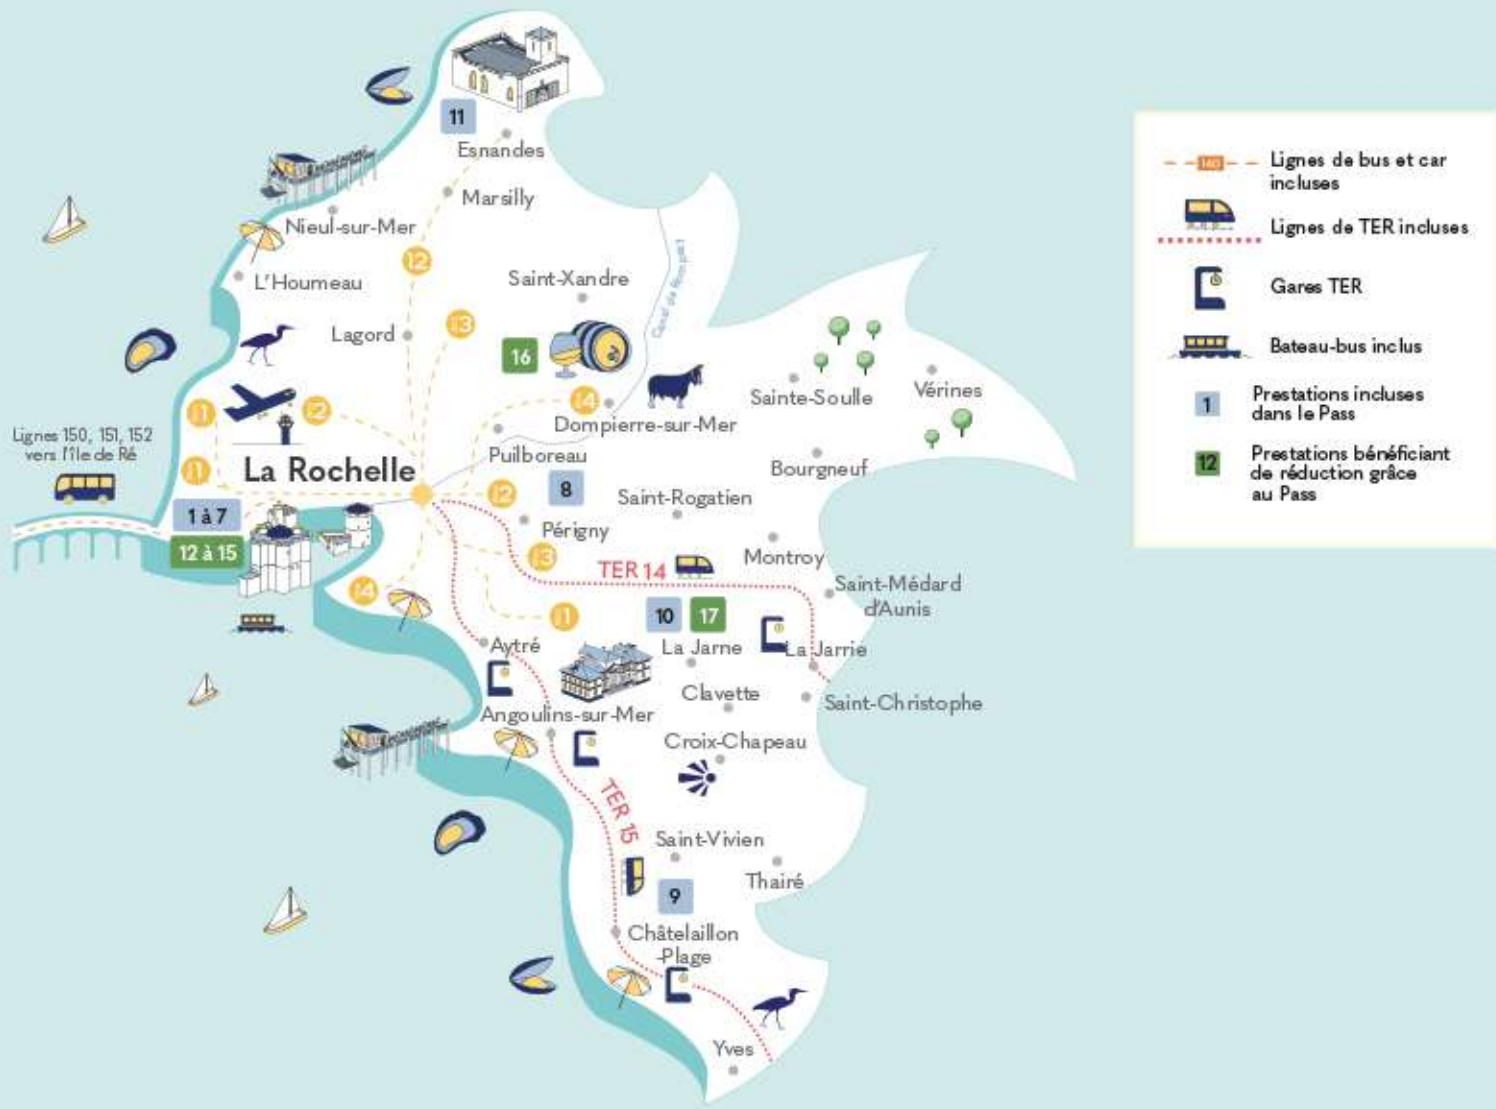 11
Esnandes
Marsilly
Nieul-sur-Mer
12
L'Houmeau
Saint-Xandre
Lagord
16
Sainte-Soulle
Vérines
Dompierre-sur-Mer
Lignes 150, 151, 152
vers l'île de Ré
La Rochelle
Puilboreau
Bourgneuf
8
1 à 7
12 à 15
Saint-Rogatien
Périgny
Montroy
TER 14
Saint-Médard
d'Aunis
10
17
La Jarne
La Jarrie
Aytré
Clavette
Saint-Christophe
Angoulins-sur-Mer
Croix-Chapeau
TER 15
Saint-Vivien
Thairé
9
Châtelaillon
-Plage
Yves
Lignes de bus et car
incluses
Lignes de TER incluses
Gares TER
Bateau-bus inclus
1
Prestations incluses
dans le Pass
12
Prestations bénéficiant
de réduction grâce
au Pass